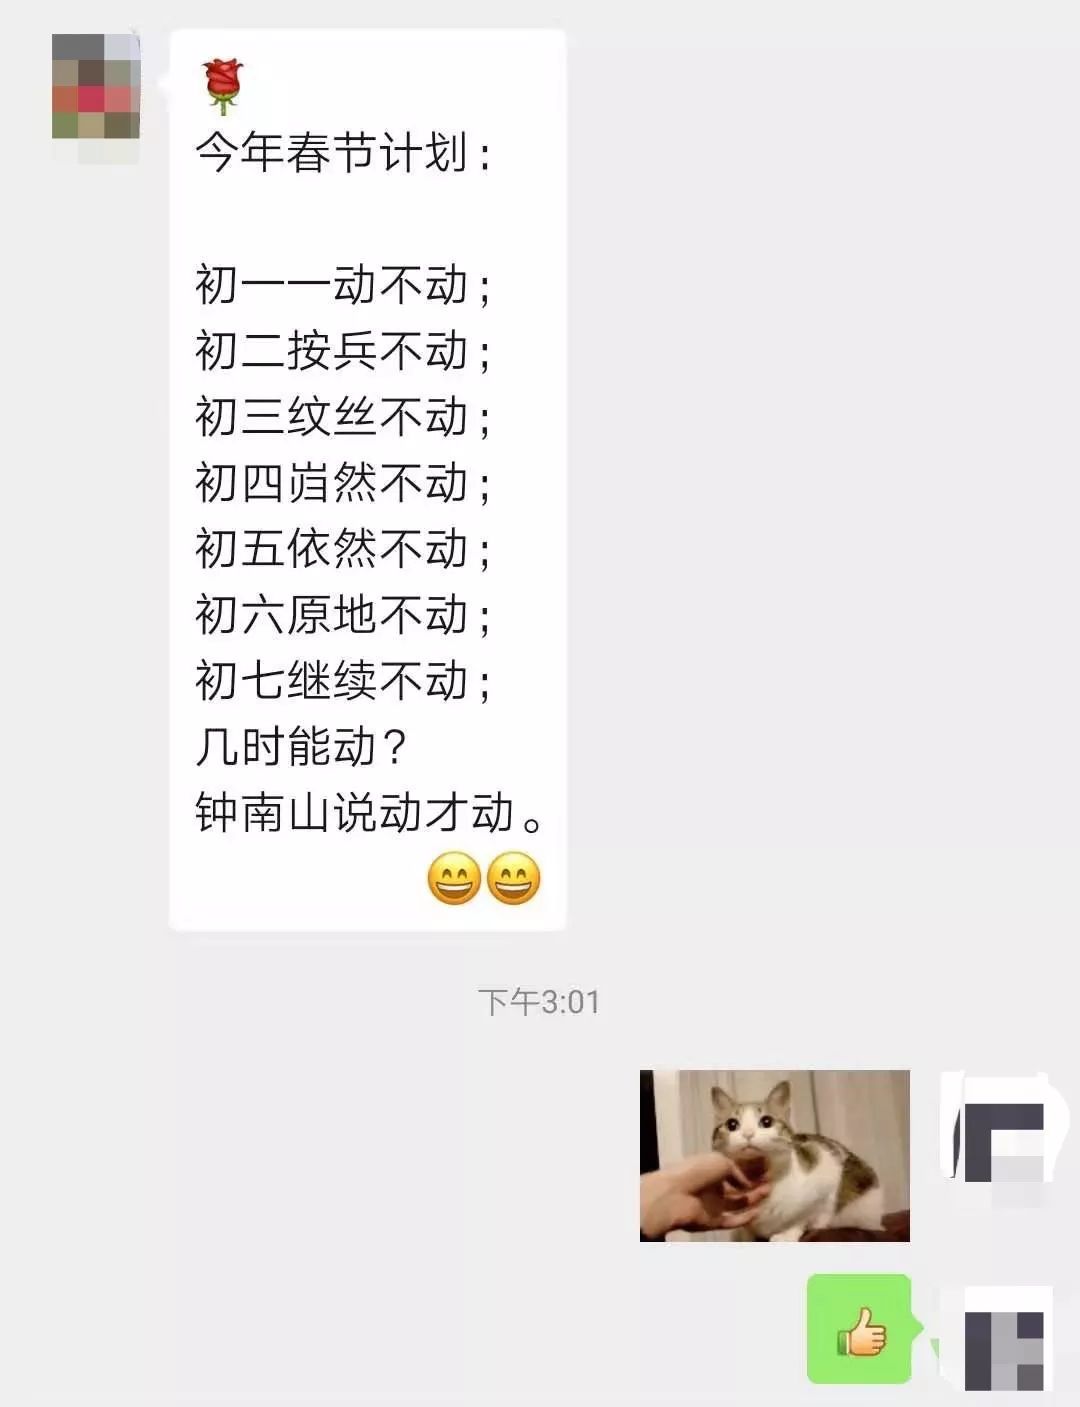 今年春节计划：
初一一动不动；
初二按兵不动；
初三纹丝不动；
初四岿然不动；
初五依然不动；
初六原地不动；
初七继续不动；
几时能动？
钟南山说动才动。
下午3:01